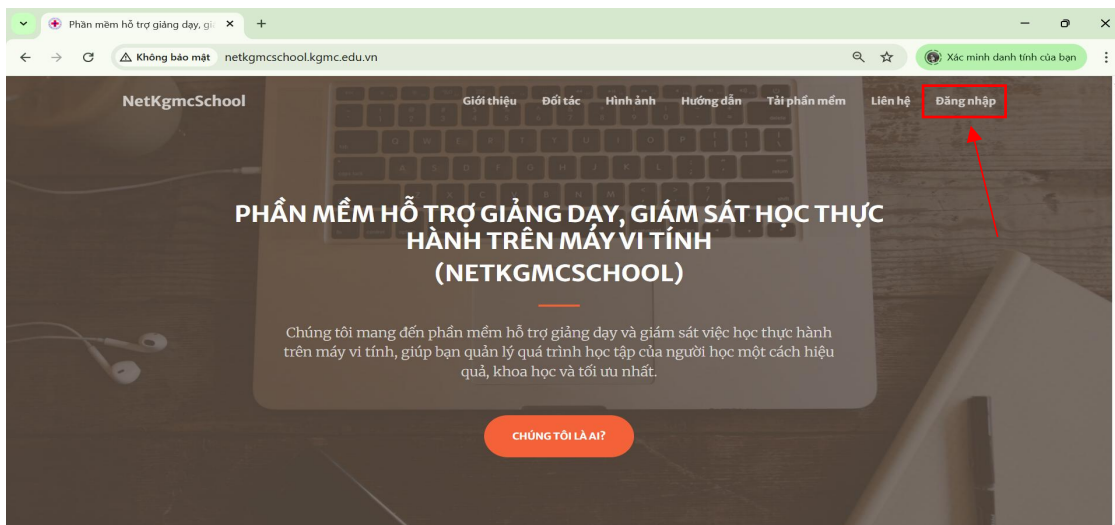 Phần mềm hỗ trợ giảng dạy, gi
Không bảo mật netkgmcschool.kgmc.edu.vn Xác minh danh tính của bạn
NetKgmcSchool Giới thiệu Đối tác Hình ảnh Hướng dẫn Tải phần mềm Liên hệ Đăng nhập
PHẦN MỀM HỖ TRỢ GIẢNG DẠY, GIÁM SÁT HỌC THỰC
HÀNH TRÊN MÁY VI TÍNH
(NETKGMCSCHOOL)
Chúng tôi mang đến phần mềm hỗ trợ giảng dạy và giám sát việc học thực hành
trên máy vi tính, giúp bạn quản lý quá trình học tập của người học một cách hiệu
quả, khoa học và tối ưu nhất.
CHÚNG TÔI LÀ AI?